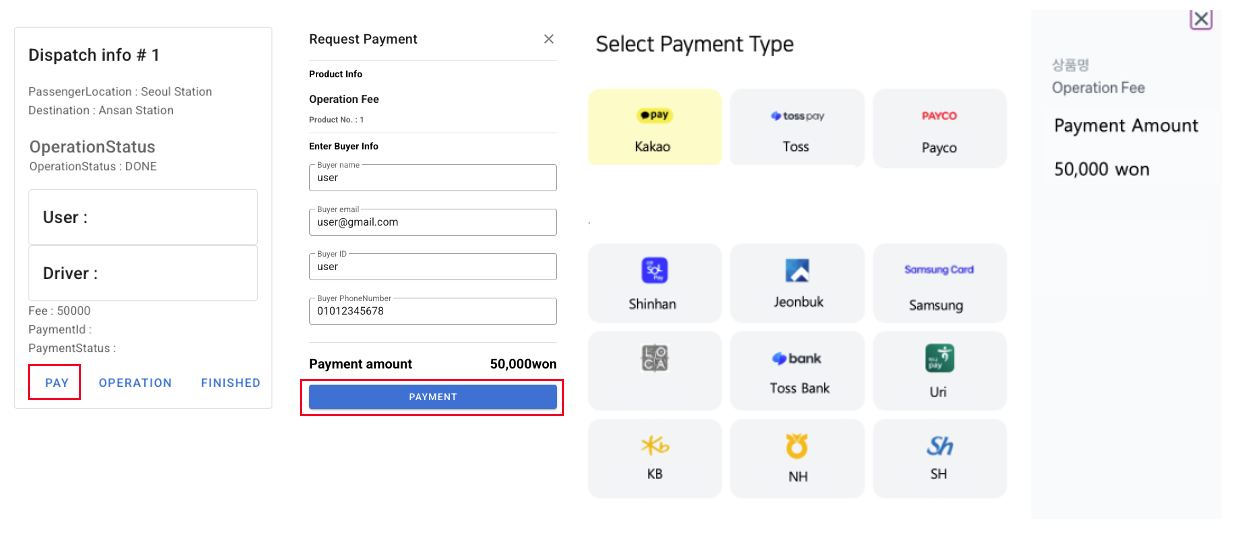 Dispatch info # 1
PassengerLocation : Seoul Station
Destination : Ansan Station
OperationStatus
OperationStatus : DONE
User :
Driver :
Fee : 50000
PaymentId :
PaymentStatus :
PAY OPERATION FINISHED
Request Payment
Product Info
Operation Fee
Product No. : 1
Enter Buyer Info
Buyer name
user
Buyer email
user@gmail.com
Buyer ID
user
Buyer PhoneNumber
01012345678
Payment amount 50,000won
PAYMENT
Select Payment Type
pay toss pay PAYCO
Kakao Toss Payco
SOL Pay Samsung Card
Shinhan Jeonbuk Samsung
LOCA bank pay
Toss Bank Uri
Kb Sh
KB NH SH
상품명
Operation Fee
Payment Amount
50,000 won